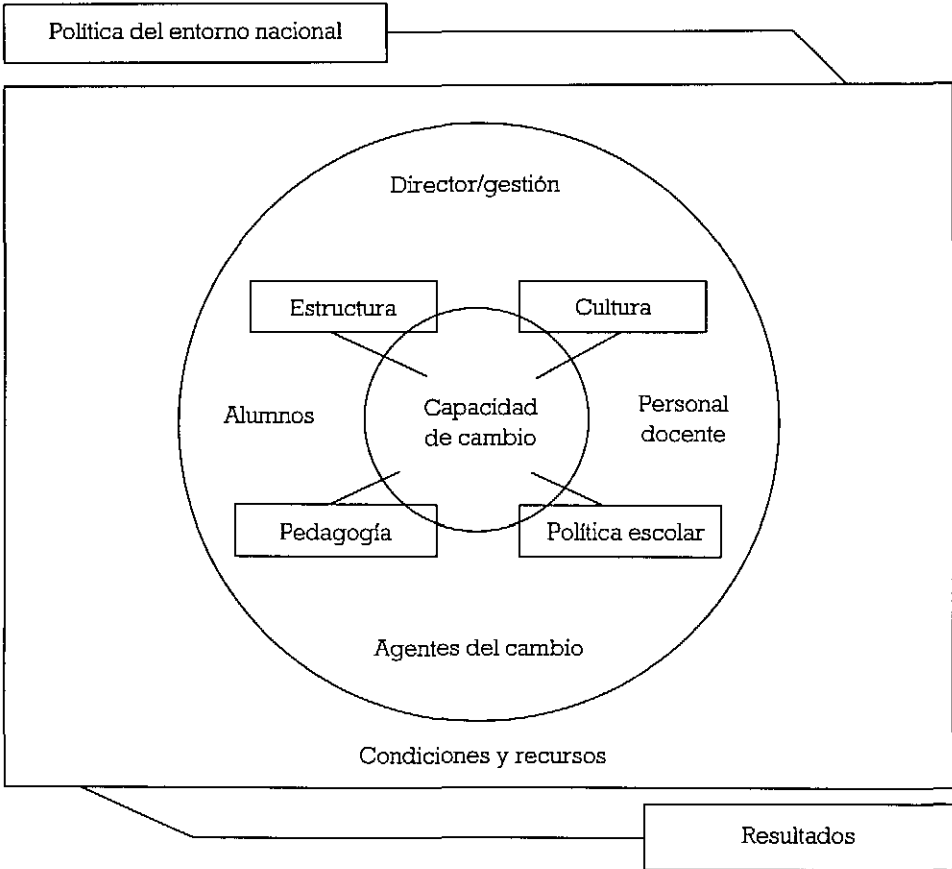 Política del entorno nacional
Director/gestión
Estructura
Cultura
Alumnos
Capacidad
de cambio
Personal
docente
Pedagogía
Política escolar
Agentes del cambio
Condiciones y recursos
Resultados